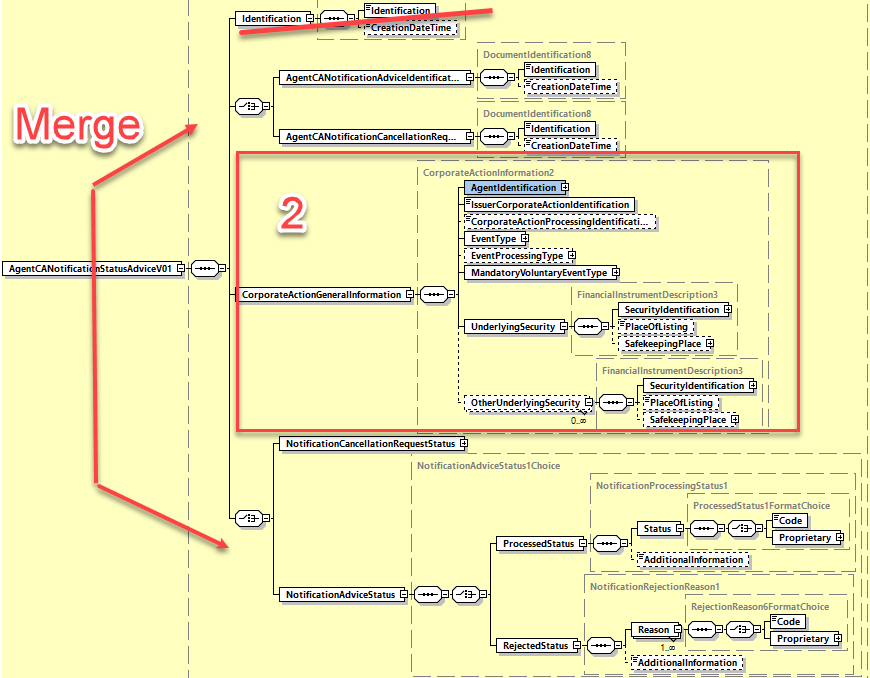 Identification
Identification
CreationDateTime
DocumentIdentification8
AgentCANotificationAdviceIdentificat...
Identification
CreationDateTime
Merge
DocumentIdentification8
AgentCANotificationCancellationReq...
Identification
CreationDateTime
2
CorporateActionInformation2
AgentIdentification
IssuerCorporateActionIdentification
CorporateActionProcessingIdentificati...
EventType
EventProcessingType
MandatoryVoluntaryEventType
AgentCANotificationStatusAdviceV01
CorporateActionGeneralInformation
FinancialInstrumentDescription3
SecurityIdentification
UnderlyingSecurity
PlaceOfListing
SafekeepingPlace
FinancialInstrumentDescription3
SecurityIdentification
OtherUnderlyingSecurity
PlaceOfListing
0..∞
SafekeepingPlace
NotificationCancellationRequestStatus
NotificationAdviceStatus1Choice
NotificationProcessingStatus1
ProcessedStatus1FormatChoice
Code
Status
Proprietary
ProcessedStatus
AdditionalInformation
NotificationRejectionReason1
NotificationAdviceStatus
RejectionReason6FormatChoice
Code
Reason
Proprietary
1..∞
RejectedStatus
AdditionalInformation